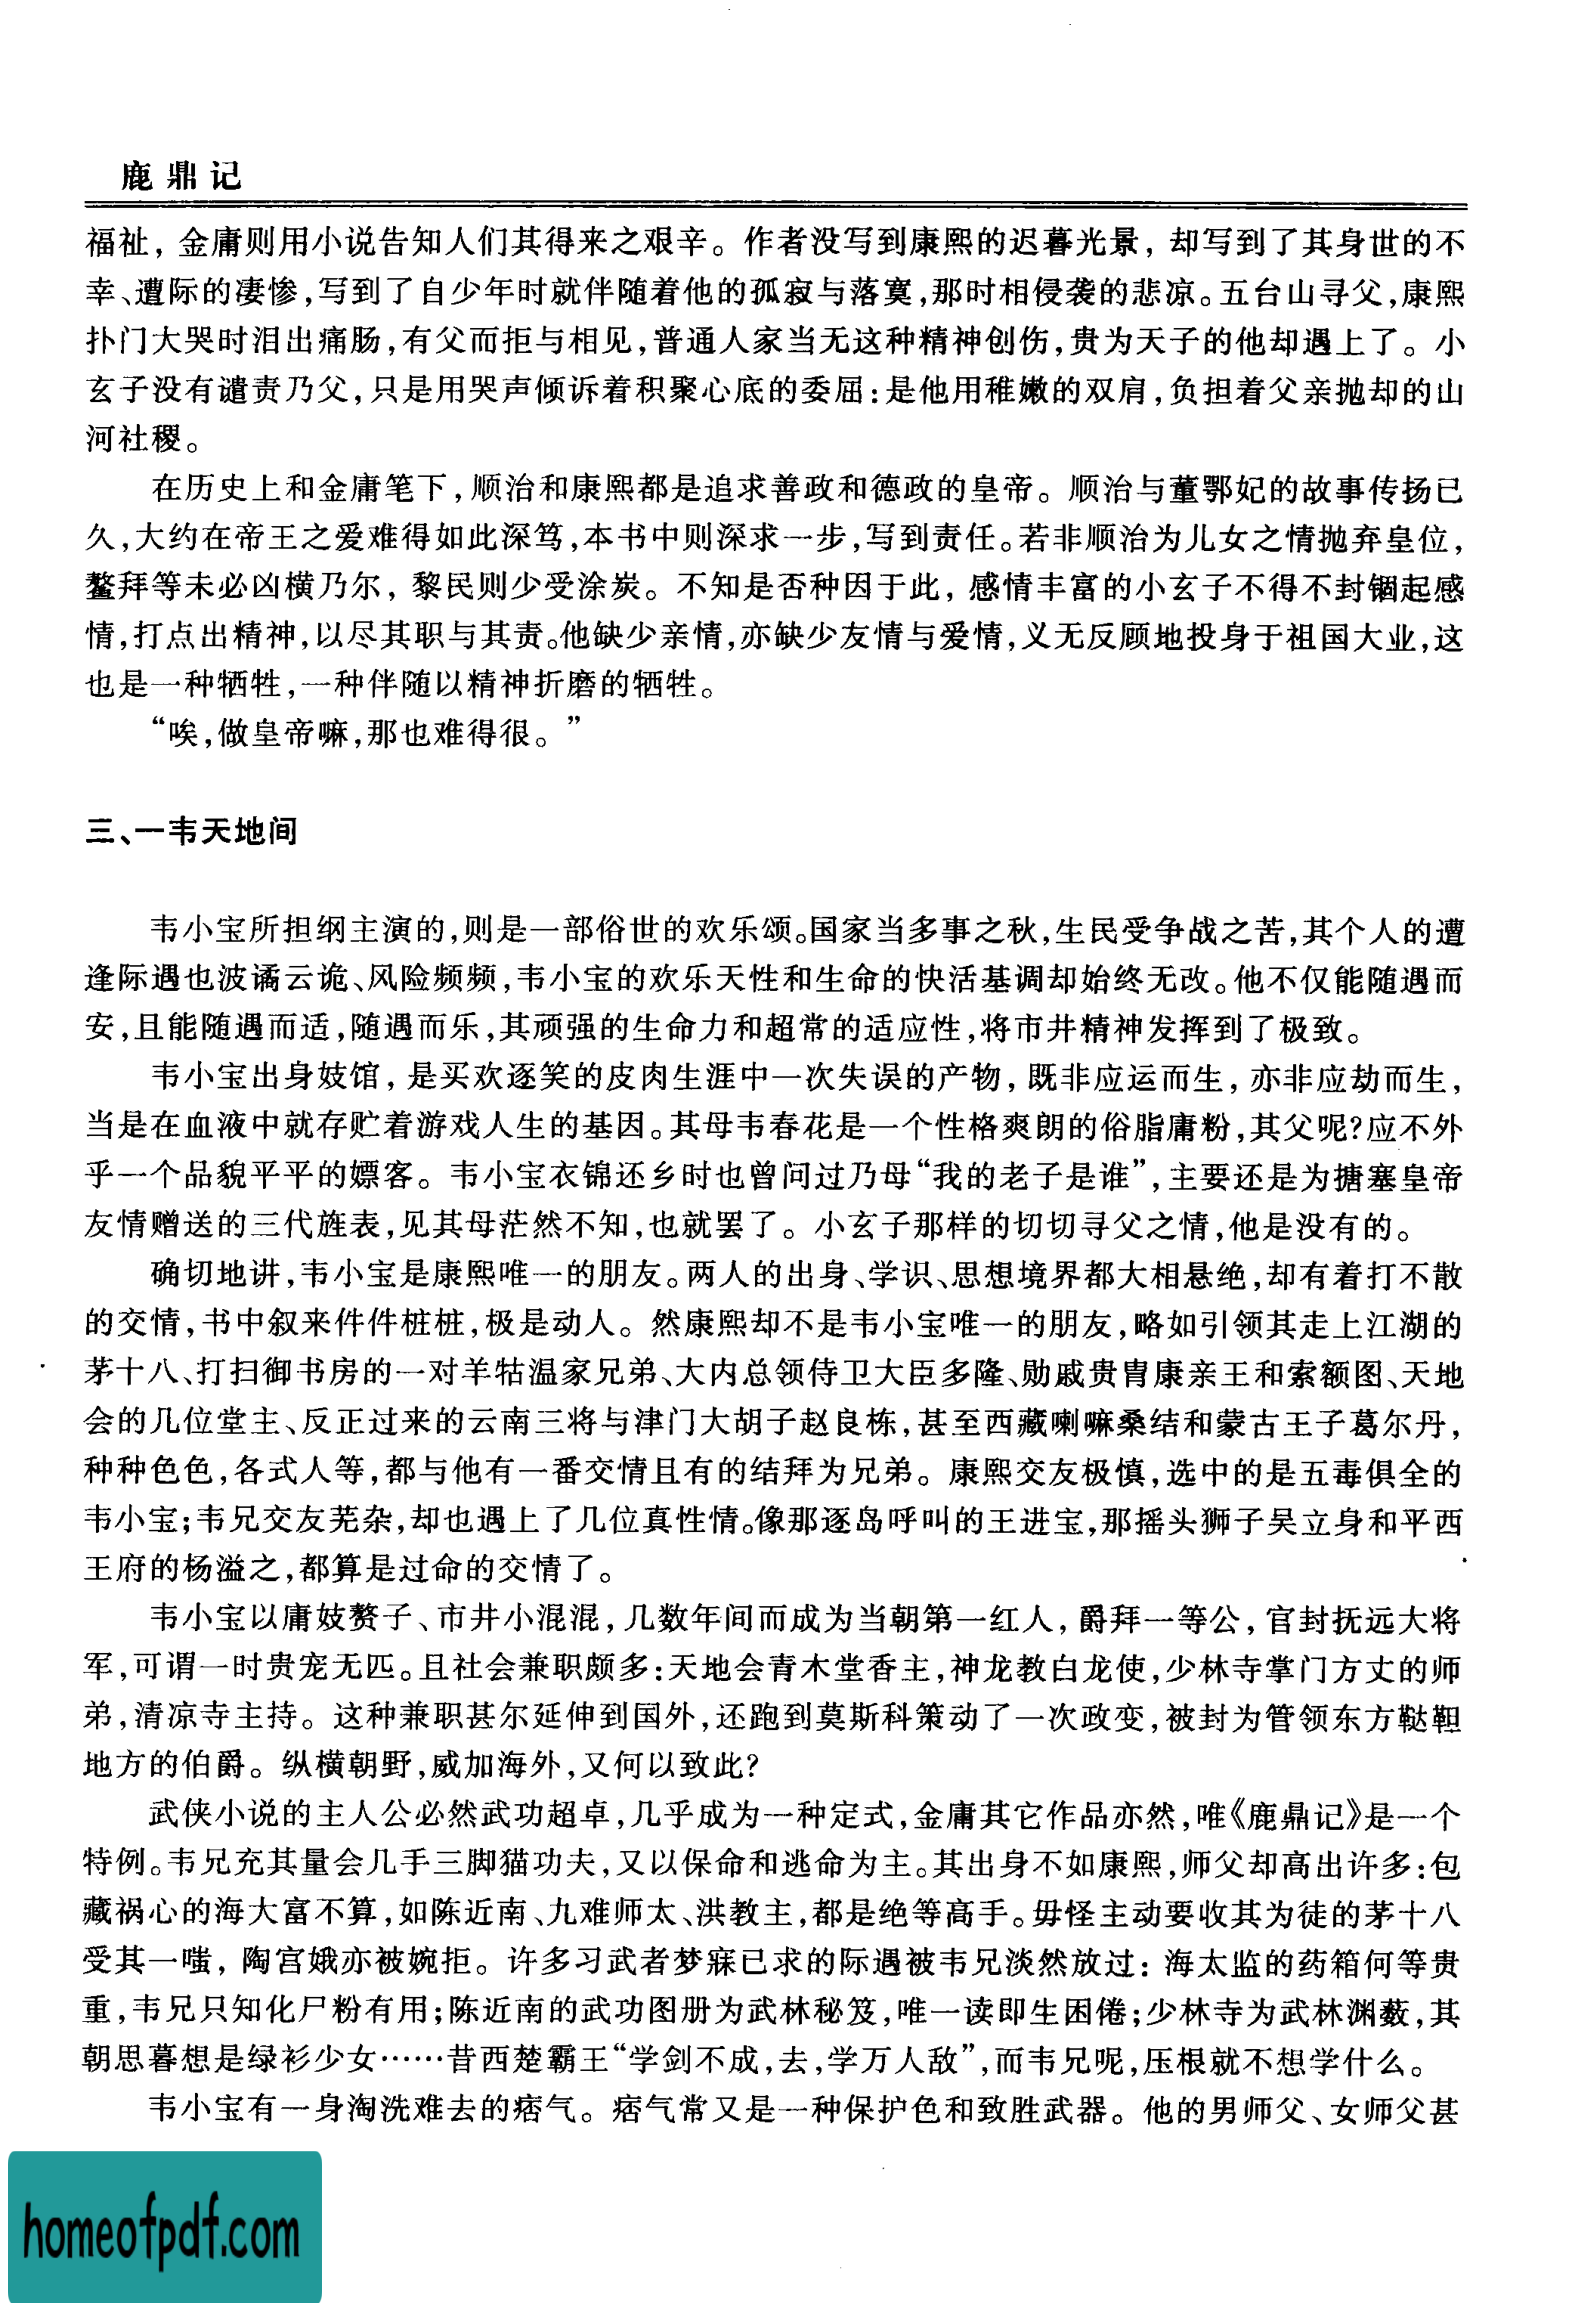 鹿鼎记
福祉，金庸则用小说告知人们其得来之艰辛。作者没写到康熙的迟暮光景，却写到了其身世的不
幸、遭际的凄惨，写到了自少年时就伴随着他的孤寂与落寞，那时相侵袭的悲凉。五台山寻父，康熙
扑门大哭时泪出痛肠，有父而拒与相见，普通人家当无这种精神创伤，贵为天子的他却遇上了。小
玄子没有谴责乃父，只是用哭声倾诉着积聚心底的委屈：是他用稚嫩的双肩，负担着父亲抛却的山
河社稷。
在历史上和金庸笔下，顺治和康熙都是追求善政和德政的皇帝。顺治与董鄂妃的故事传扬已
久，大约在帝王之爱难得如此深笃，本书中则深求一步，写到责任。若非顺治为儿女之情抛弃皇位，
鳌拜等未必凶横乃尔，黎民则少受涂炭。不知是否种因于此，感情丰富的小玄子不得不封锢起感
情，打点出精神，以尽其职与其责。他缺少亲情，亦缺少友情与爱情，义无反顾地投身于祖国大业，这
也是一种牺牲，一种伴随以精神折磨的牺牲。
“唉，做皇帝嘛，那也难得很。”
三、一韦天地间
韦小宝所担纲主演的，则是一部俗世的欢乐颂。国家当多事之秋，生民受争战之苦，其个人的遭
逢际遇也波谲云诡、风险频频，韦小宝的欢乐天性和生命的快活基调却始终无改。他不仅能随遇而
安，且能随遇而适，随遇而乐，其顽强的生命力和超常的适应性，将市井精神发挥到了极致。
韦小宝出身妓馆，是买欢逐笑的皮肉生涯中一次失误的产物，既非应运而生，亦非应劫而生，
当是在血液中就存贮着游戏人生的基因。其母韦春花是一个性格爽朗的俗脂庸粉，其父呢？应不外
乎一个品貌平平的嫖客。韦小宝衣锦还乡时也曾问过乃母“我的老子是谁”，主要还是为搪塞皇帝
友情赠送的三代旌表，见其母茫然不知，也就罢了。小玄子那样的切切寻父之情，他是没有的。
确切地讲，韦小宝是康熙唯一的朋友。两人的出身、学识、思想境界都大相悬绝，却有着打不散
的交情，书中叙来件件桩桩，极是动人。然康熙却不是韦小宝唯一的朋友，略如引领其走上江湖的
茅十八、打扫御书房的一对羊牯温家兄弟、大内总领侍卫大臣多隆、勋戚贵胄康亲王和索额图、天地
会的几位堂主、反正过来的云南三将与津门大胡子赵良栋，甚至西藏喇嘛桑结和蒙古王子葛尔丹，
种种色色，各式人等，都与他有一番交情且有的结拜为兄弟。康熙交友极慎，选中的是五毒俱全的
韦小宝；韦兄交友芜杂，却也遇上了几位真性情。像那逐岛呼叫的王进宝，那摇头狮子吴立身和平西
王府的杨溢之，都算是过命的交情了。
韦小宝以庸妓赘子、市井小混混，几数年间而成为当朝第一红人，爵拜一等公，官封抚远大将
军，可谓一时贵宠无匹。且社会兼职颇多：天地会青木堂香主，神龙教白龙使，少林寺掌门方丈的师
弟，清凉寺主持。这种兼职甚尔延伸到国外，还跑到莫斯科策动了一次政变，被封为管领东方鞑靼
地方的伯爵。纵横朝野，威加海外，又何以致此？
武侠小说的主人公必然武功超卓，几乎成为一种定式，金庸其它作品亦然，唯《鹿鼎记》是一个
特例。韦兄充其量会几手三脚猫功夫，又以保命和逃命为主。其出身不如康熙，师父却高出许多：包
藏祸心的海大富不算，如陈近南、九难师太、洪教主，都是绝等高手。毋怪主动要收其为徒的茅十八
受其一嗤，陶宫娥亦被婉拒。许多习武者梦寐已求的际遇被韦兄淡然放过：海太监的药箱何等贵
重，韦兄只知化尸粉有用；陈近南的武功图册为武林秘笈，唯一读即生困倦；少林寺为武林渊薮，其
朝思暮想是绿衫少女……昔西楚霸王“学剑不成，去，学万人敌”，而韦兄呢，压根就不想学什么。
韦小宝有一身淘洗难去的痞气。痞气常又是一种保护色和致胜武器。他的男师父、女师父甚
homeofpdf.com